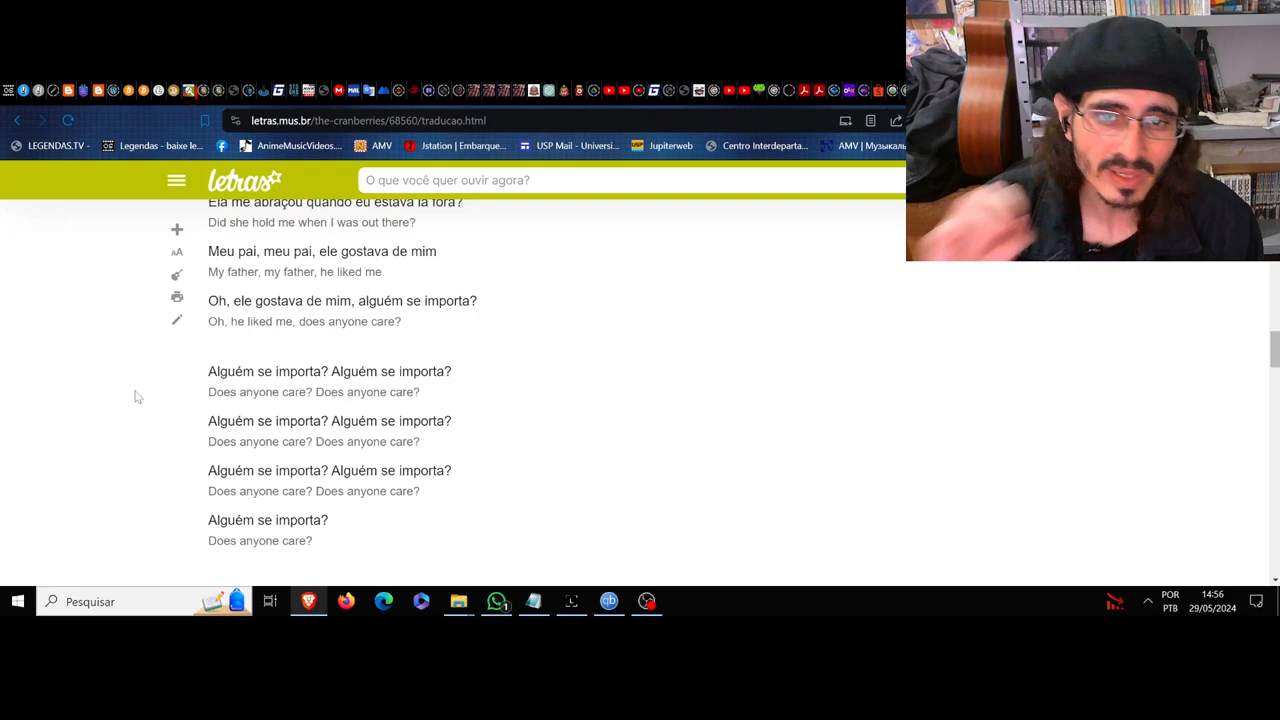 letras.mus.br/the-cranberries/68560/traducao.html
LEGENDAS.TV -
Legendas - baixe le...
AnimeMusicVideos....
AMV
Jstation | Embarque...
USP Mail - Universi...
Jupiterweb
Centro Interdeparta...
AMV | Музыкаль
letras
O que você quer ouvir agora?
Ela me abraçou quando eu estava lá fora?
Did she hold me when I was out there?
Meu pai, meu pai, ele gostava de mim
My father, my father, he liked me
Oh, ele gostava de mim, alguém se importa?
Oh, he liked me, does anyone care?
Alguém se importa? Alguém se importa?
Does anyone care? Does anyone care?
Alguém se importa? Alguém se importa?
Does anyone care? Does anyone care?
Alguém se importa? Alguém se importa?
Does anyone care? Does anyone care?
Alguém se importa?
Does anyone care?
AA
Pesquisar
1
L
qb
POR
PTB
14:56
29/05/2024